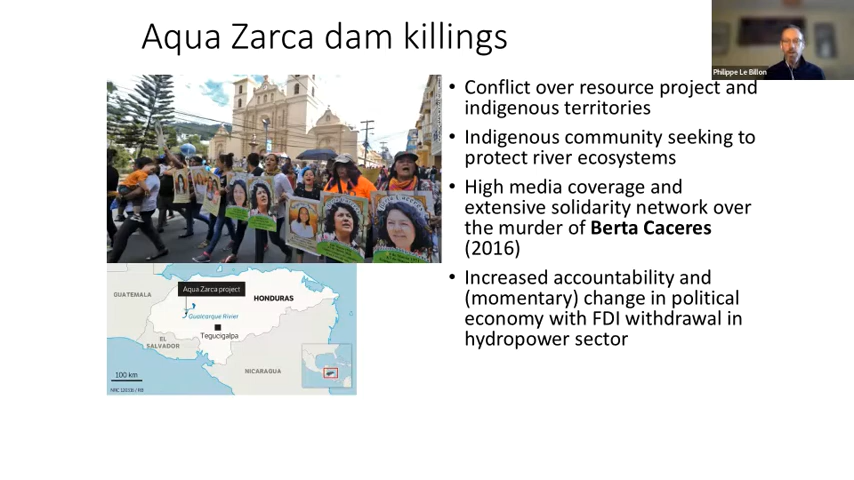 Aqua Zarca dam killings
Philippe Le Billon
• Conflict over resource project and
indigenous territories
• Indigenous community seeking to
protect river ecosystems
• High media coverage and
extensive solidarity network over
the murder of Berta Caceres
(2016)
• Increased accountability and
(momentary) change in political
economy with FDI withdrawal in
hydropower sector
Aqua Zarca project
GUATEMALA
HONDURAS
Gualcarque Rivier
Tegucigalpa
EL
SALVADOR
NICARAGUA
100 km